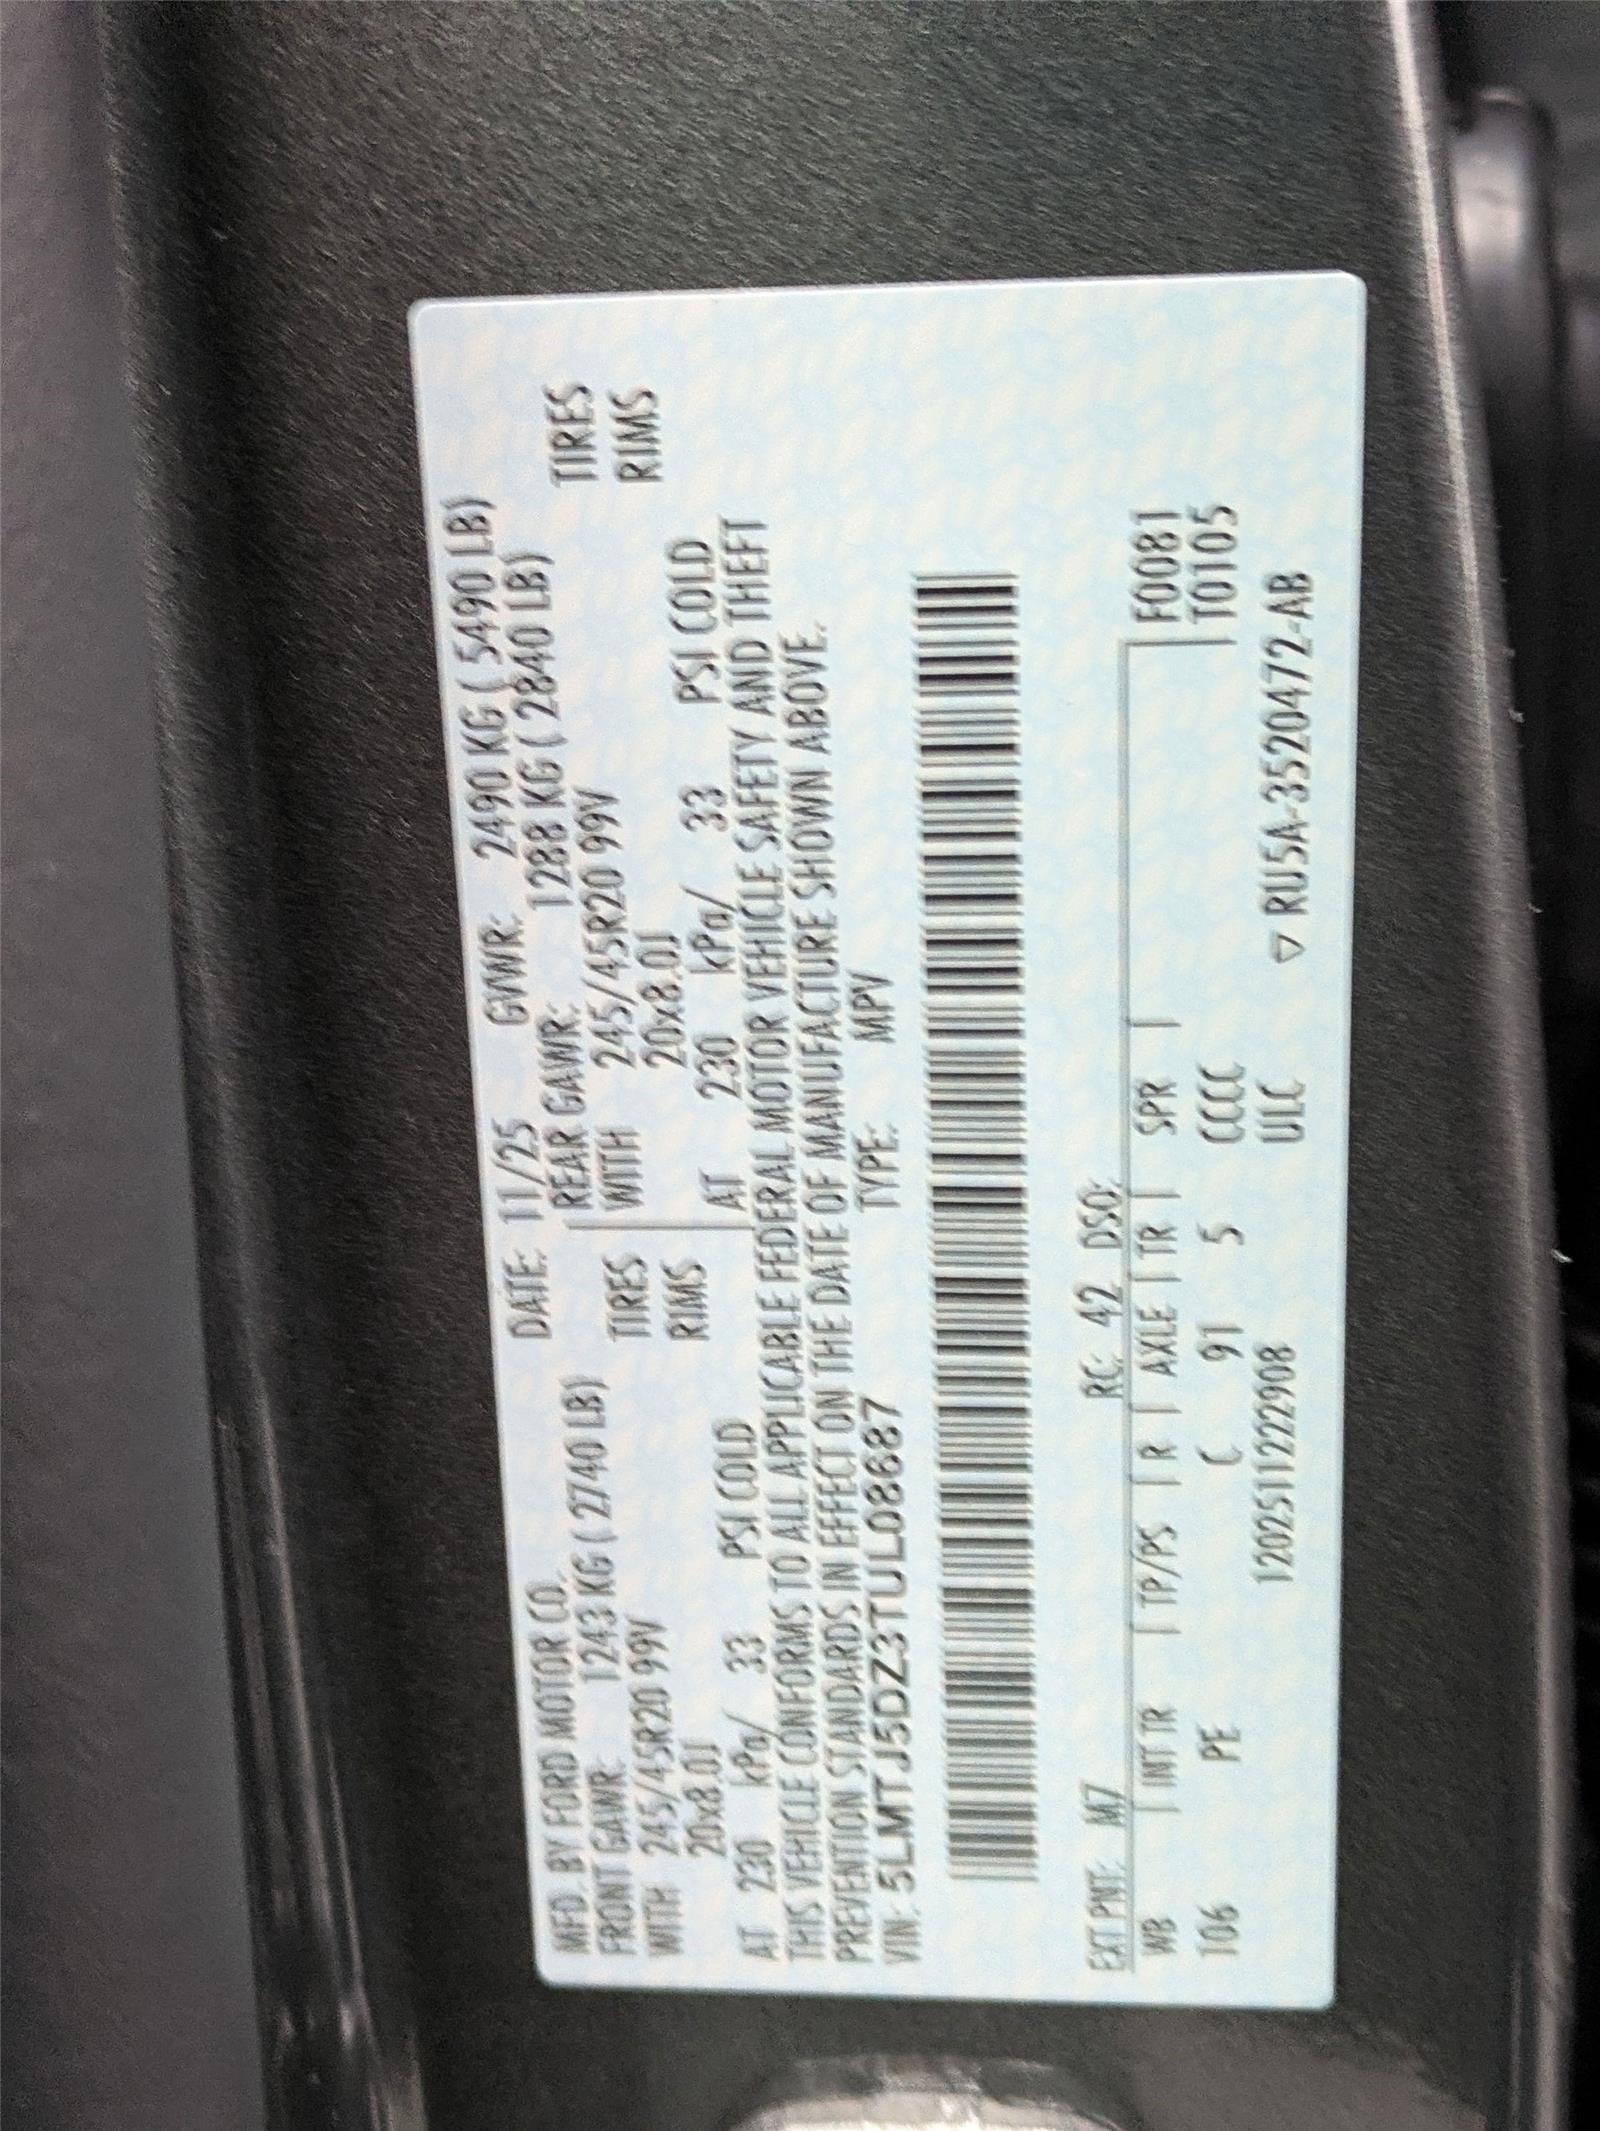 MFD. BY FORD MOTOR CO. DATE: 11/25 GVWR: 2490 KG ( 5490 LB)
FRONT GAWR: 1243 KG ( 2740 LB) REAR GAWR: 1288 KG ( 2840 LB)
WITH 245/45R20 99V TIRES WITH 245/45R20 99V TIRES
20x8.0J RIMS 20x8.0J RIMS
AT 230 kPa/ 33 PSI COLD AT 230 kPa/ 33 PSI COLD
THIS VEHICLE CONFORMS TO ALL APPLICABLE FEDERAL MOTOR VEHICLE SAFETY AND THEFT
PREVENTION STANDARDS IN EFFECT ON THE DATE OF MANUFACTURE SHOWN ABOVE.
VIN: 5LMTJ5DZ3TUL08687 TYPE: MPV
EXT PNT: M7 RC: 42 DSO:
WB | INT TR | TP/PS | R | AXLE | TR | SPR | F0081
106 PE C 91 5 CCCC T0105
12025112 2908 ULC ▽ RU5A-3520472-AB